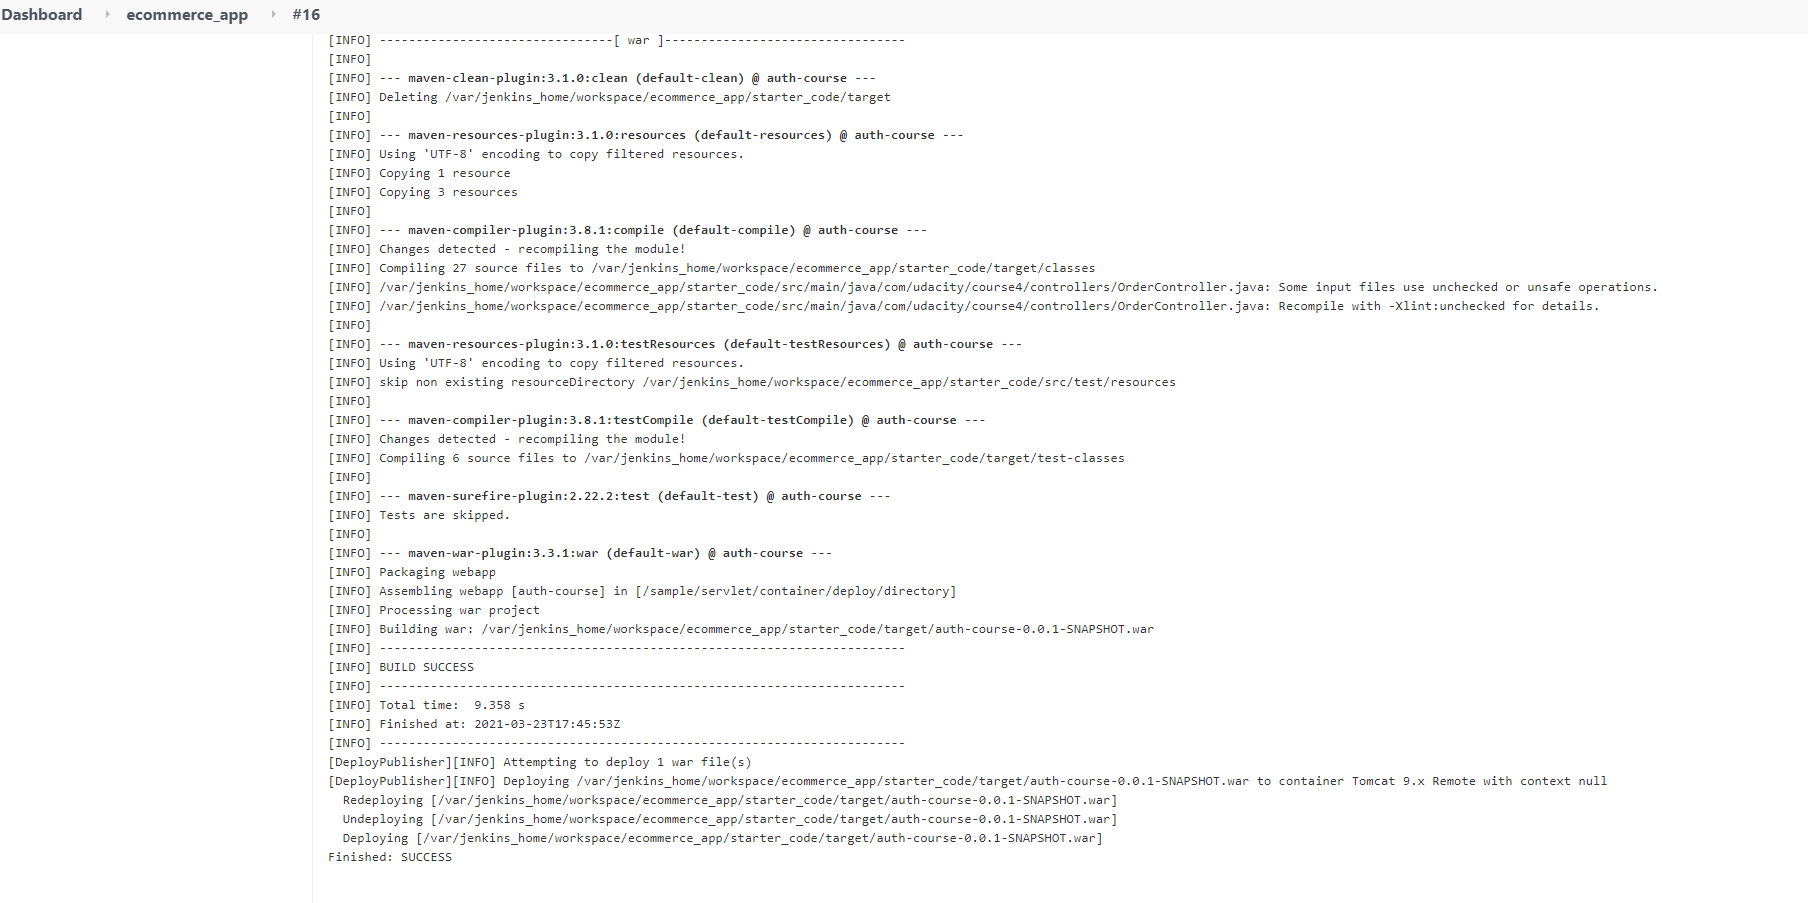 Dashboard ecommerce_app #16
[INFO] --------------------------------[ war ]---------------------------------
[INFO]
[INFO] --- maven-clean-plugin:3.1.0:clean (default-clean) @ auth-course ---
[INFO] Deleting /var/jenkins_home/workspace/ecommerce_app/starter_code/target
[INFO]
[INFO] --- maven-resources-plugin:3.1.0:resources (default-resources) @ auth-course ---
[INFO] Using 'UTF-8' encoding to copy filtered resources.
[INFO] Copying 1 resource
[INFO] Copying 3 resources
[INFO]
[INFO] --- maven-compiler-plugin:3.8.1:compile (default-compile) @ auth-course ---
[INFO] Changes detected - recompiling the module!
[INFO] Compiling 27 source files to /var/jenkins_home/workspace/ecommerce_app/starter_code/target/classes
[INFO] /var/jenkins_home/workspace/ecommerce_app/starter_code/src/main/java/com/udacity/course4/controllers/OrderController.java: Some input files use unchecked or unsafe operations.
[INFO] /var/jenkins_home/workspace/ecommerce_app/starter_code/src/main/java/com/udacity/course4/controllers/OrderController.java: Recompile with -Xlint:unchecked for details.
[INFO]
[INFO] --- maven-resources-plugin:3.1.0:testResources (default-testResources) @ auth-course ---
[INFO] Using 'UTF-8' encoding to copy filtered resources.
[INFO] skip non existing resourceDirectory /var/jenkins_home/workspace/ecommerce_app/starter_code/src/test/resources
[INFO]
[INFO] --- maven-compiler-plugin:3.8.1:testCompile (default-testCompile) @ auth-course ---
[INFO] Changes detected - recompiling the module!
[INFO] Compiling 6 source files to /var/jenkins_home/workspace/ecommerce_app/starter_code/target/test-classes
[INFO]
[INFO] --- maven-surefire-plugin:2.22.2:test (default-test) @ auth-course ---
[INFO] Tests are skipped.
[INFO]
[INFO] --- maven-war-plugin:3.3.1:war (default-war) @ auth-course ---
[INFO] Packaging webapp
[INFO] Assembling webapp [auth-course] in [/sample/servlet/container/deploy/directory]
[INFO] Processing war project
[INFO] Building war: /var/jenkins_home/workspace/ecommerce_app/starter_code/target/auth-course-0.0.1-SNAPSHOT.war
[INFO] ------------------------------------------------------------------------
[INFO] BUILD SUCCESS
[INFO] ------------------------------------------------------------------------
[INFO] Total time:  9.358 s
[INFO] Finished at: 2021-03-23T17:45:53Z
[INFO] ------------------------------------------------------------------------
[DeployPublisher][INFO] Attempting to deploy 1 war file(s)
[DeployPublisher][INFO] Deploying /var/jenkins_home/workspace/ecommerce_app/starter_code/target/auth-course-0.0.1-SNAPSHOT.war to container Tomcat 9.x Remote with context null
  Redeploying [/var/jenkins_home/workspace/ecommerce_app/starter_code/target/auth-course-0.0.1-SNAPSHOT.war]
  Undeploying [/var/jenkins_home/workspace/ecommerce_app/starter_code/target/auth-course-0.0.1-SNAPSHOT.war]
  Deploying [/var/jenkins_home/workspace/ecommerce_app/starter_code/target/auth-course-0.0.1-SNAPSHOT.war]
Finished: SUCCESS